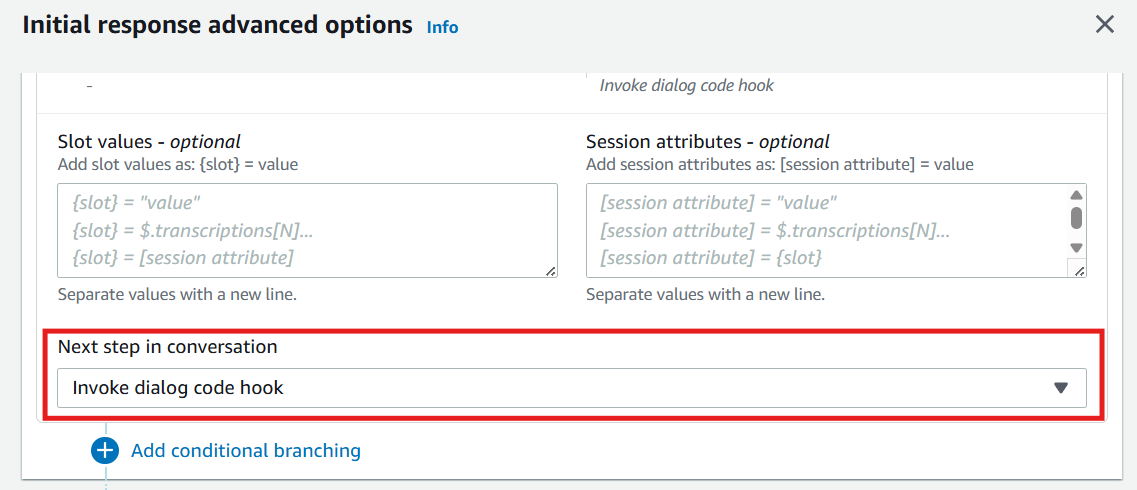 Initial response advanced options Info
- Invoke dialog code hook
Slot values - optional
Add slot values as: {slot} = value
{slot} = "value"
{slot} = $.transcriptions[N]...
{slot} = [session attribute]
Separate values with a new line.
Session attributes - optional
Add session attributes as: [session attribute] = value
[session attribute] = "value"
[session attribute] = $.transcriptions[N]...
[session attribute] = {slot}
Separate values with a new line.
Next step in conversation
Invoke dialog code hook
Add conditional branching